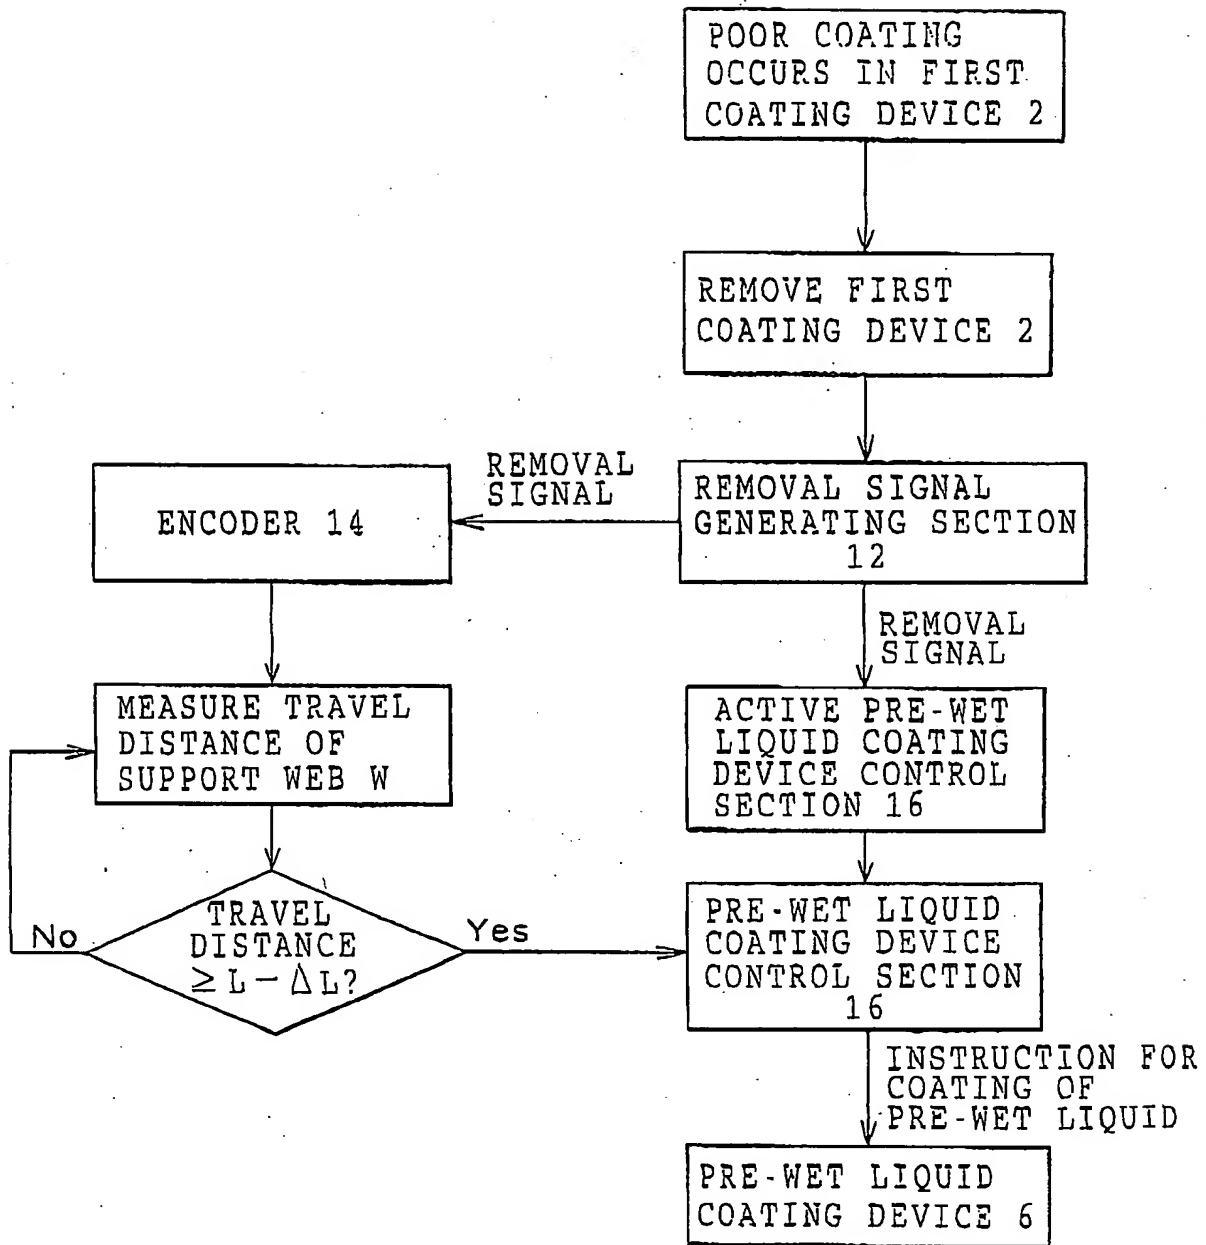 POOR COATING
OCCURS IN FIRST
COATING DEVICE 2
REMOVE FIRST
COATING DEVICE 2
REMOVAL SIGNAL
GENERATING SECTION
12
REMOVAL
SIGNAL
ENCODER 14
REMOVAL
SIGNAL
MEASURE TRAVEL
DISTANCE OF
SUPPORT WEB W
ACTIVE PRE-WET
LIQUID COATING
DEVICE CONTROL
SECTION 16
TRAVEL
DISTANCE
≥ L - ΔL?
No
Yes
PRE-WET LIQUID
COATING DEVICE
CONTROL SECTION
16
INSTRUCTION FOR
COATING OF
PRE-WET LIQUID
PRE-WET LIQUID
COATING DEVICE 6